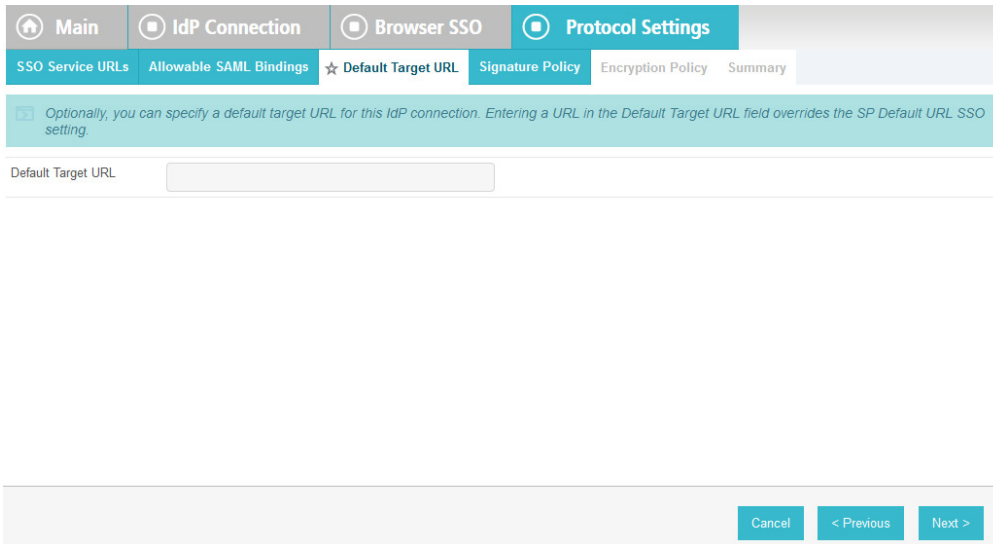 Main IdP Connection Browser SSO Protocol Settings
SSO Service URLs Allowable SAML Bindings Default Target URL Signature Policy Encryption Policy Summary
Optionally, you can specify a default target URL for this IdP connection. Entering a URL in the Default Target URL field overrides the SP Default URL SSO
setting.
Default Target URL
Cancel < Previous Next >